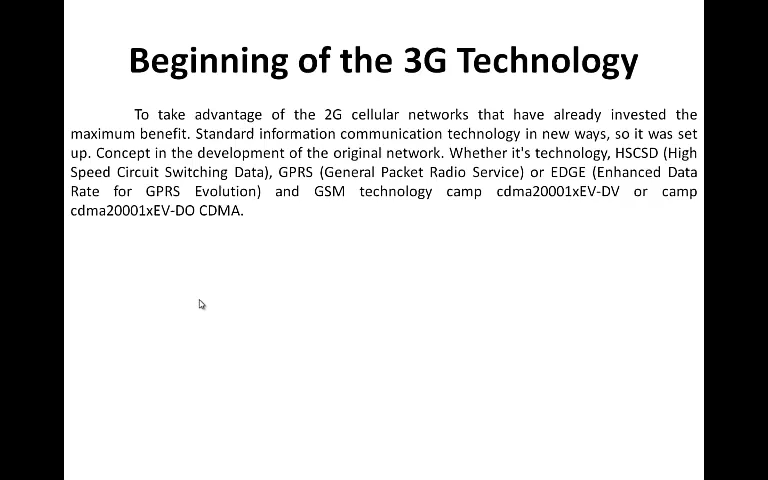 Beginning of the 3G Technology
To take advantage of the 2G cellular networks that have already invested the
maximum benefit. Standard information communication technology in new ways, so it was set
up. Concept in the development of the original network. Whether it's technology, HSCSD (High
Speed Circuit Switching Data), GPRS (General Packet Radio Service) or EDGE (Enhanced Data
Rate for GPRS Evolution) and GSM technology camp cdma20001xEV-DV or camp
cdma20001xEV-DO CDMA.